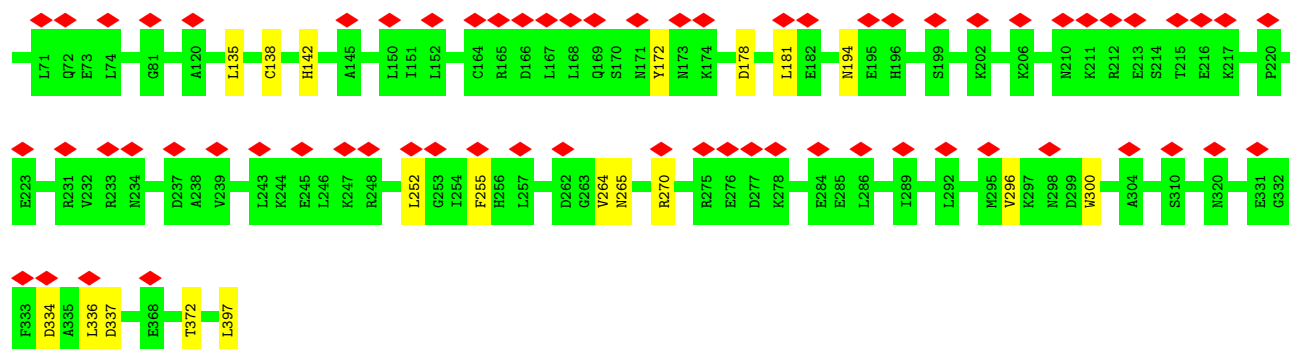 L71 Q72 E73 L74 G81 A120 L135 C138 H142 A145 L150 I151 L152 C164 R165 D166 L167 L168 Q169 S170 N171 Y172 N173 K174 D178 L181 E182 N194 E195 H196 S199 K202 K206 N210 K211 R212 E213 S214 T215 E216 K217 P220
E223 R231 V232 R233 N234 D237 A238 V239 L243 K244 E245 L246 K247 R248 L252 G253 I254 F255 H256 L257 D262 G263 V264 N265 R270 R275 E276 D277 K278 E284 E285 L286 I289 L292 M295 V296 K297 N298 D299 W300 A304 S310 N320 E331 G332
F333 D334 A335 L336 D337 E368 T372 L397